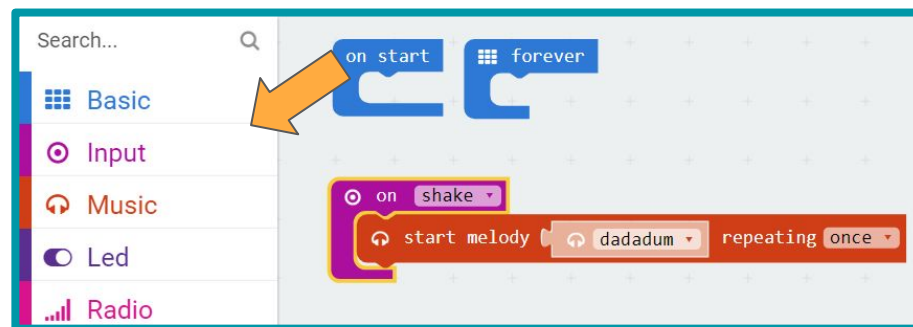 Search...
Basic
Input
Music
Led
Radio
on start
forever
on shake
start melody dadadum repeating once